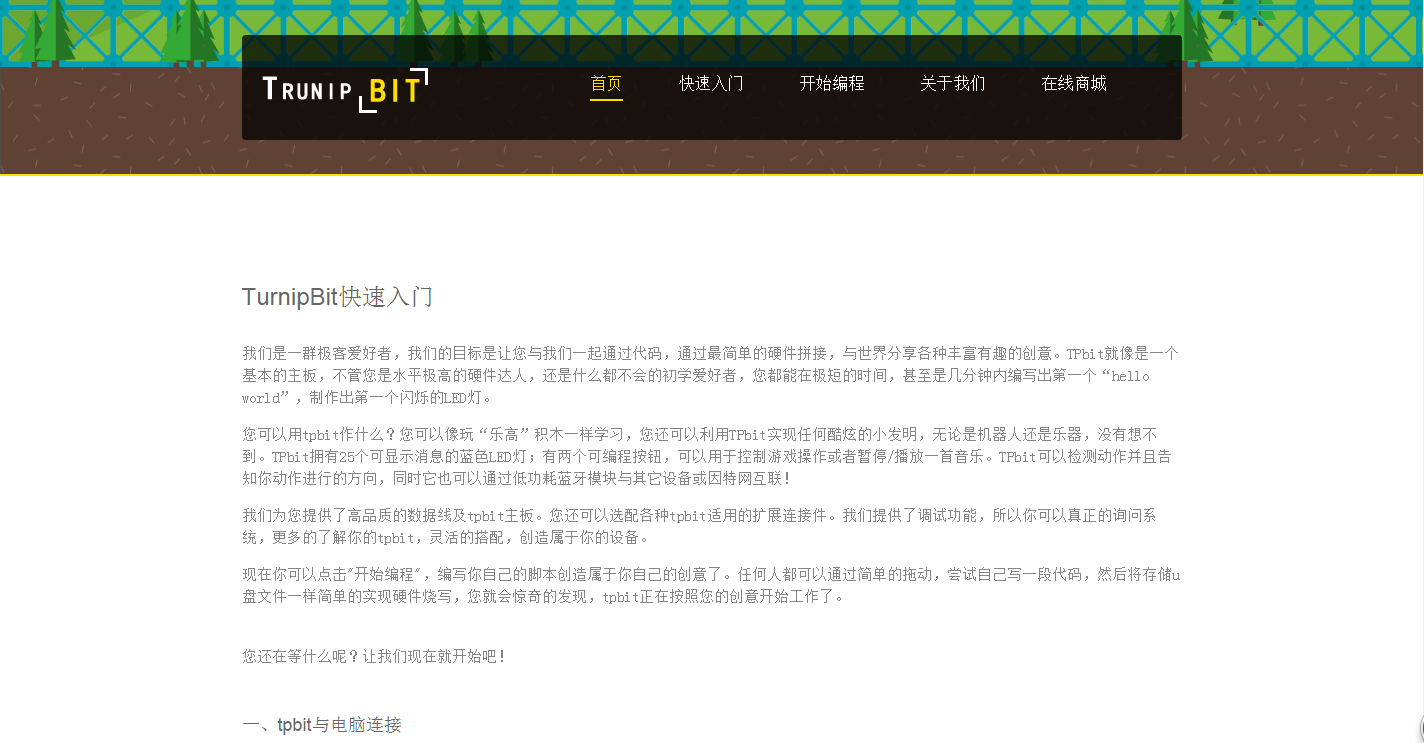 TRUNIP BIT
首页 快速入门 开始编程 关于我们 在线商城
TurnipBit快速入门
我们是一群极客爱好者，我们的目标是让您与我们一起通过代码，通过最简单的硬件拼接，与世界分享各种丰富有趣的创意。TPbit就像是一个
基本的主板，不管您是水平极高的硬件达人，还是什么都不会的初学爱好者，您都能在极短的时间，甚至是几分钟内编写出第一个“hello
world”，制作出第一个闪烁的LED灯。
您可以用tpbit作什么？您可以像玩“乐高”积木一样学习，您还可以利用TPbit实现任何酷炫的小发明，无论是机器人还是乐器，没有想不
到。TPbit拥有25个可显示消息的蓝色LED灯；有两个可编程按钮，可以用于控制游戏操作或者暂停/播放一首音乐。TPbit可以检测动作并且告
知你动作进行的方向，同时它也可以通过低功耗蓝牙模块与其它设备或因特网互联！
我们为您提供了高品质的数据线及tpbit主板。您还可以选配各种tpbit适用的扩展连接件。我们提供了调试功能，所以你可以真正的询问系
统，更多的了解你的tpbit，灵活的搭配，创造属于你的设备。
现在你可以点击"开始编程"，编写你自己的脚本创造属于你自己的创意了。任何人都可以通过简单的拖动，尝试自己写一段代码，然后将存储u
盘文件一样简单的实现硬件烧写，您就会惊奇的发现，tpbit正在按照您的创意开始工作了。
您还在等什么呢？让我们现在就开始吧！
一、tpbit与电脑连接